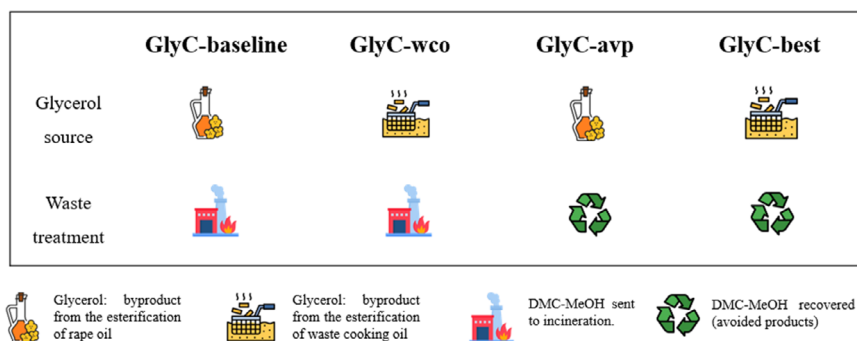 GlyC-baseline GlyC-wco GlyC-avp GlyC-best
Glycerol
source
Waste
treatment
Glycerol: byproduct
from the esterification
of rape oil
Glycerol: byproduct
from the esterification
of waste cooking oil
DMC-MeOH sent
to incineration.
DMC-MeOH recovered
(avoided products)